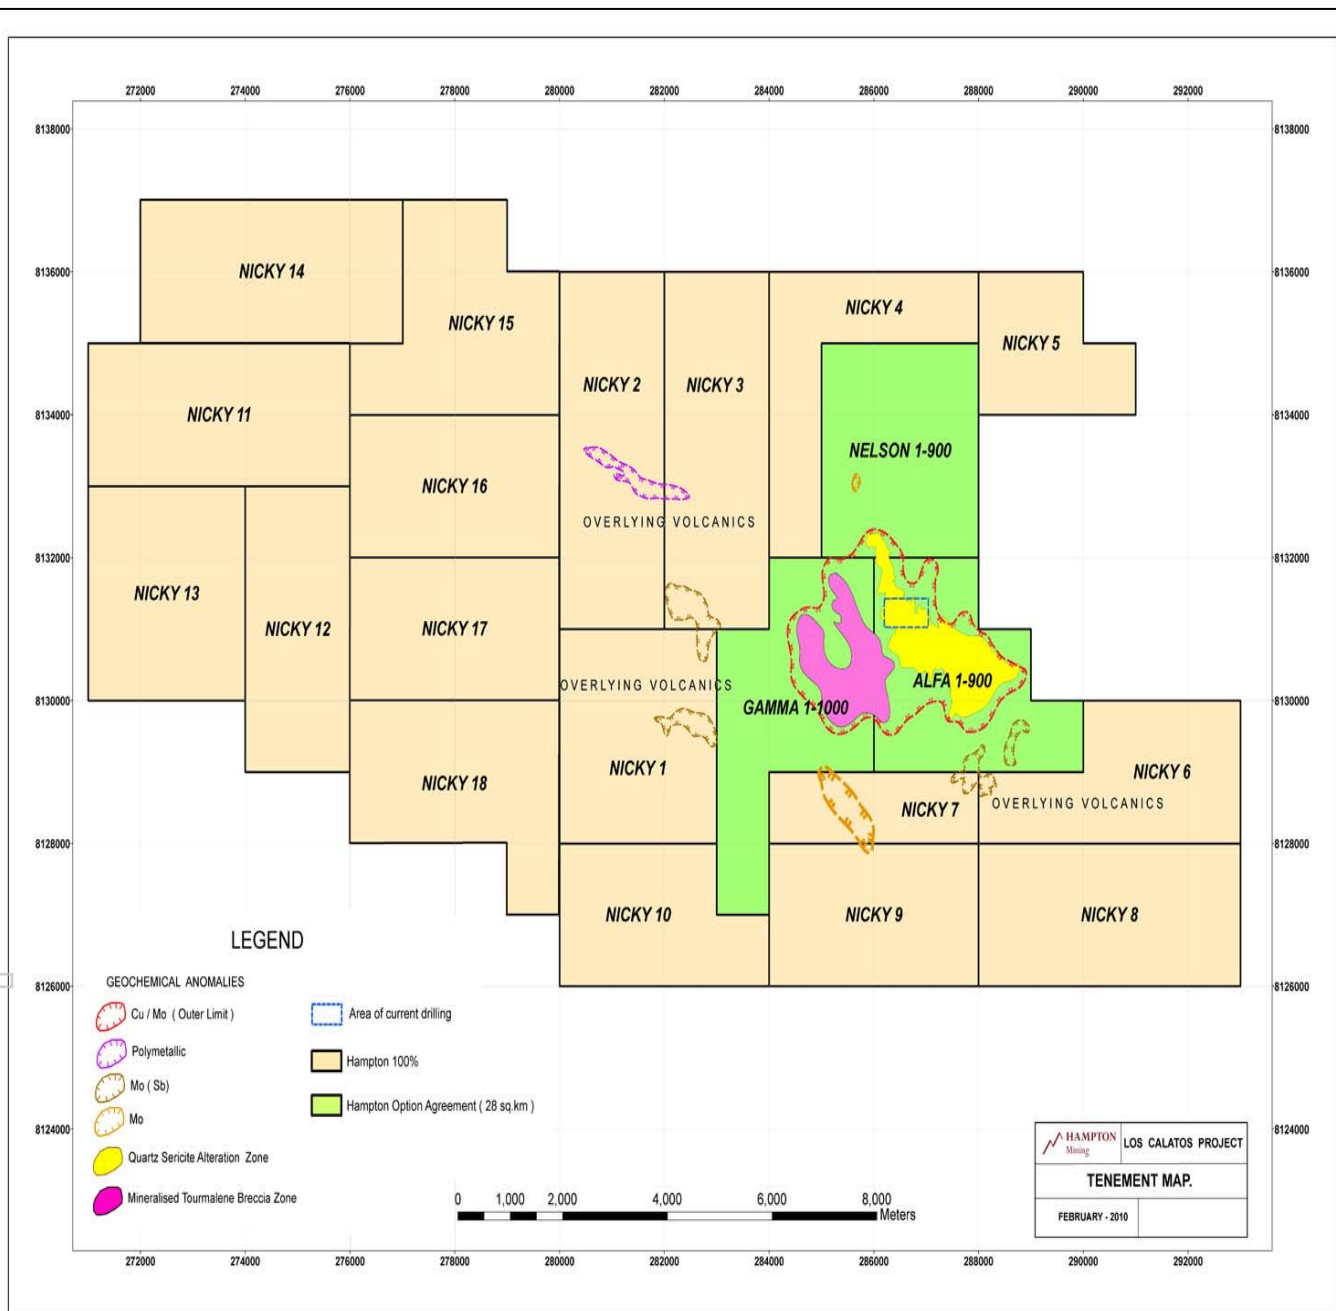 272000 274000 276000 278000 280000 282000 284000 286000 288000 290000 292000
8138000 8138000
NICKY 14
8136000 8136000
NICKY 4
NICKY 15
NICKY 5
NICKY 2 NICKY 3
NICKY 11
8134000 8134000
NELSON 1-900
NICKY 16
OVERLYING VOLCANICS
8132000 8132000
NICKY 13
NICKY 12 NICKY 17
OVERLYING VOLCANICS
ALFA 1-900
8130000 8130000
GAMMA 1-1000
NICKY 1
NICKY 6
NICKY 18
OVERLYING VOLCANICS
NICKY 7
8128000 8128000
NICKY 10 NICKY 9 NICKY 8
LEGEND
8126000 8126000
GEOCHEMICAL ANOMALIES
Cu / Mo ( Outer Limit )
Polymetallic
Mo ( Sb )
Mo
Quartz Sericite Alteration Zone
Mineralised Tourmalene Breccia Zone
Area of current drilling
Hampton 100%
Hampton Option Agreement ( 28 sq.km )
8124000 8124000
0 1,000 2,000 4,000 6,000 8,000
Meters
HAMPTON
Mining
LOS CALATOS PROJECT
TENEMENT MAP.
FEBRUARY - 2010
272000 274000 276000 278000 280000 282000 284000 286000 288000 290000 292000